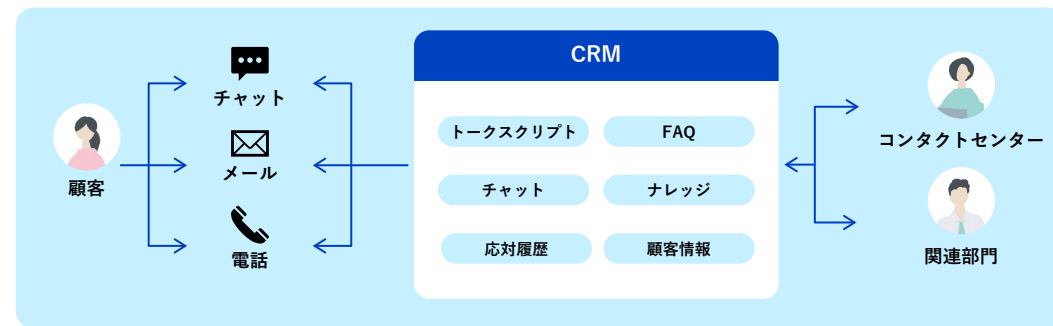 顧客
チャット
メール
電話
CRM
トークスクリプト
FAQ
チャット
ナレッジ
応対履歴
顧客情報
コンタクトセンター
関連部門